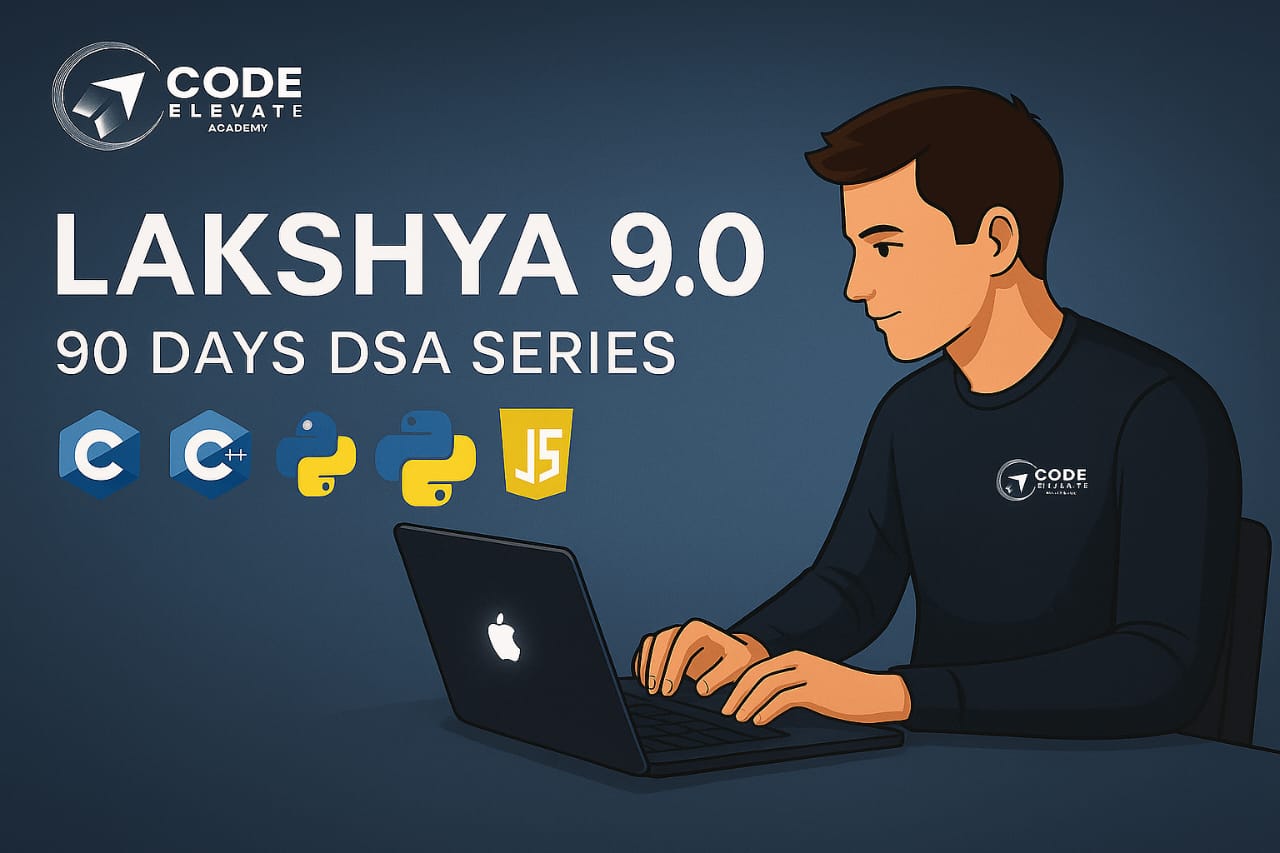 CODE
ELEVATE
ACADEMY
LAKSHYA 9.0
90 DAYS DSA SERIES
C
C++
JS
CODE